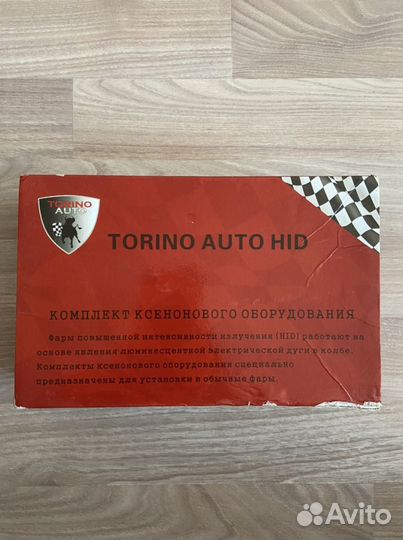 TORINO
AUTO
TORINO AUTO HID
КОМПЛЕКТ КСЕНОНОВОГО ОБОРУДОВАНИЯ
Фары повышенной интенсивности излучения (HID) работают на
основе явления люминесцентной электрической дуги в колбе.
Комплекты ксенонового оборудования специально
предназначены для установки в обычные фары.
Avito